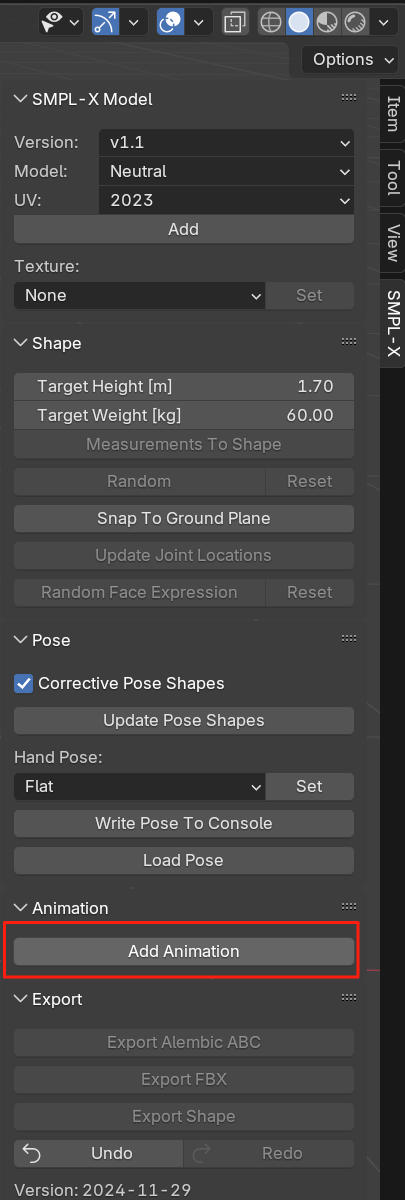 Options
SMPL-X Model
Version: v1.1
Model: Neutral
UV: 2023
Add
Texture:
None Set
Shape
Target Height [m] 1.70
Target Weight [kg] 60.00
Measurements To Shape
Random Reset
Snap To Ground Plane
Update Joint Locations
Random Face Expression Reset
Pose
Corrective Pose Shapes
Update Pose Shapes
Hand Pose:
Flat Set
Write Pose To Console
Load Pose
Animation
Add Animation
Export
Export Alembic ABC
Export FBX
Export Shape
Undo Redo
Version: 2024-11-29
Item
Tool
View
SMPL-X